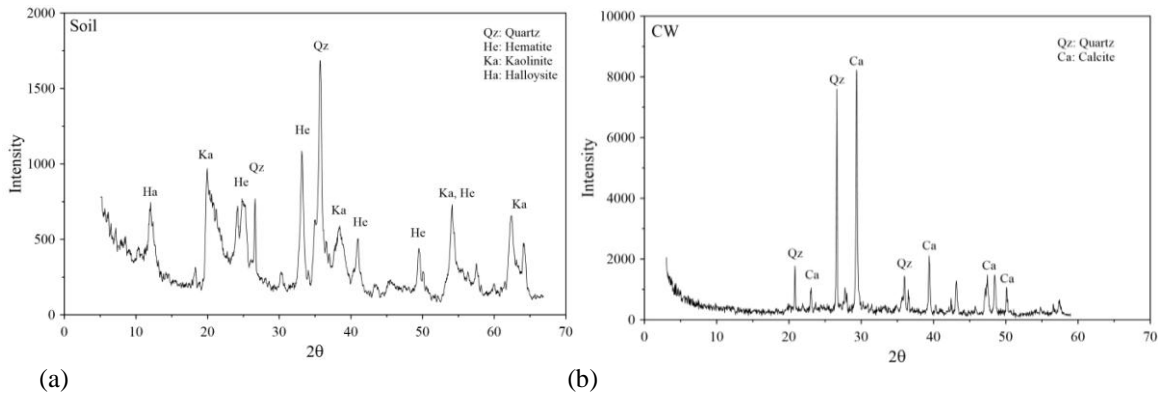 Soil
Qz: Quartz
He: Hematite
Ka: Kaolinite
Ha: Halloysite
2000
1500
1000
500
0
Intensity
Ha
Ka
He
Qz
He
Qz
Ka
He
He
Ka, He
Ka
0 10 20 30 40 50 60 70
2θ
(a)
CW
Qz: Quartz
Ca: Calcite
10000
8000
6000
4000
2000
0
Intensity
Qz
Ca
Qz
Ca
Qz
Ca
Ca
Ca
0 10 20 30 40 50 60 70
2θ
(b)